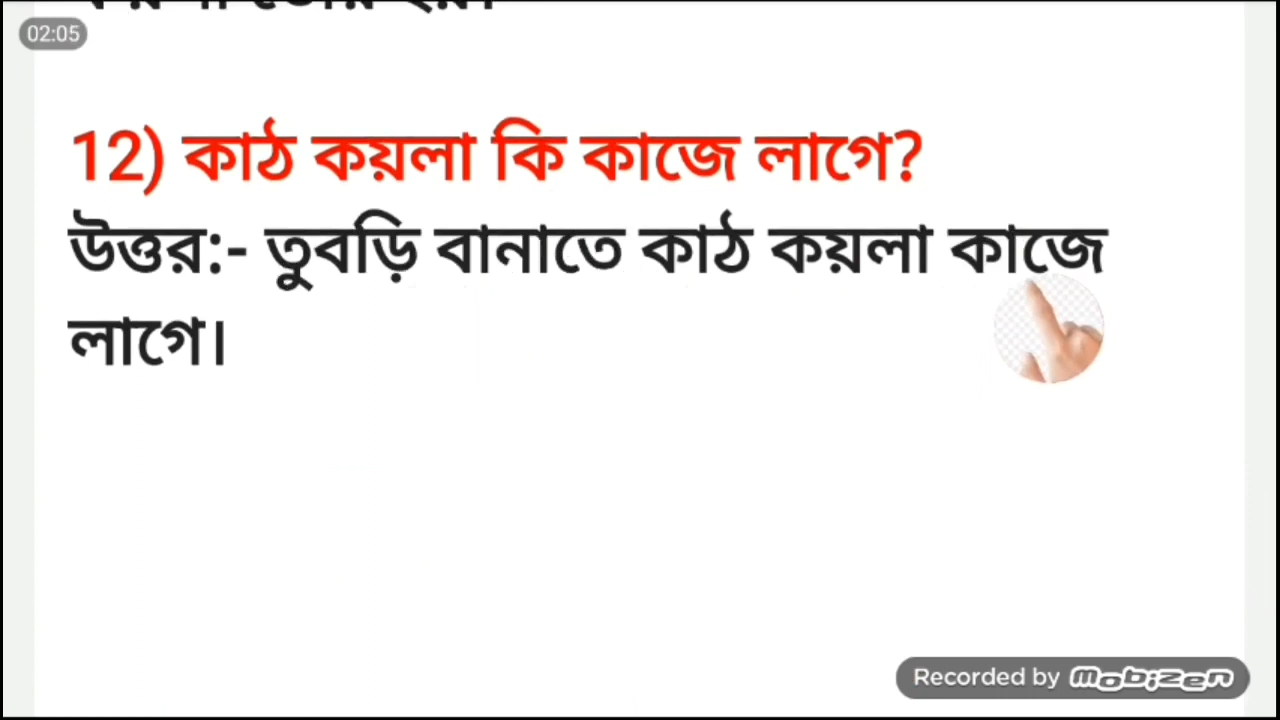 02:05
12) কাঠ কয়লা কি কাজে লাগে?
উত্তর:- তুবড়ি বানাতে কাঠ কয়লা কাজে
লাগে।
Recorded by Mobizen